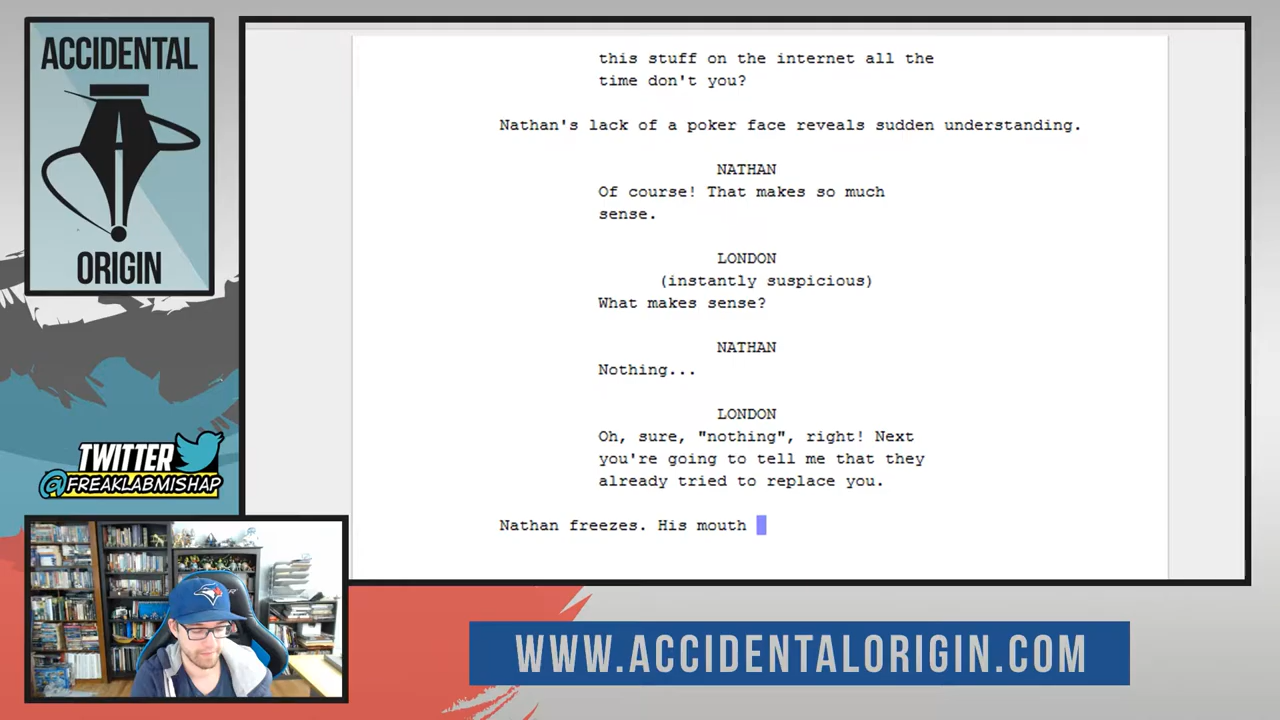 ACCIDENTAL
ORIGIN
this stuff on the internet all the
time don't you?
Nathan's lack of a poker face reveals sudden understanding.
NATHAN
Of course! That makes so much
sense.
LONDON
(instantly suspicious)
What makes sense?
NATHAN
Nothing...
LONDON
Oh, sure, "nothing", right! Next
you're going to tell me that they
already tried to replace you.
Nathan freezes. His mouth
TWITTER
@FREAKLABMISHAP
WWW.ACCIDENTALORIGIN.COM